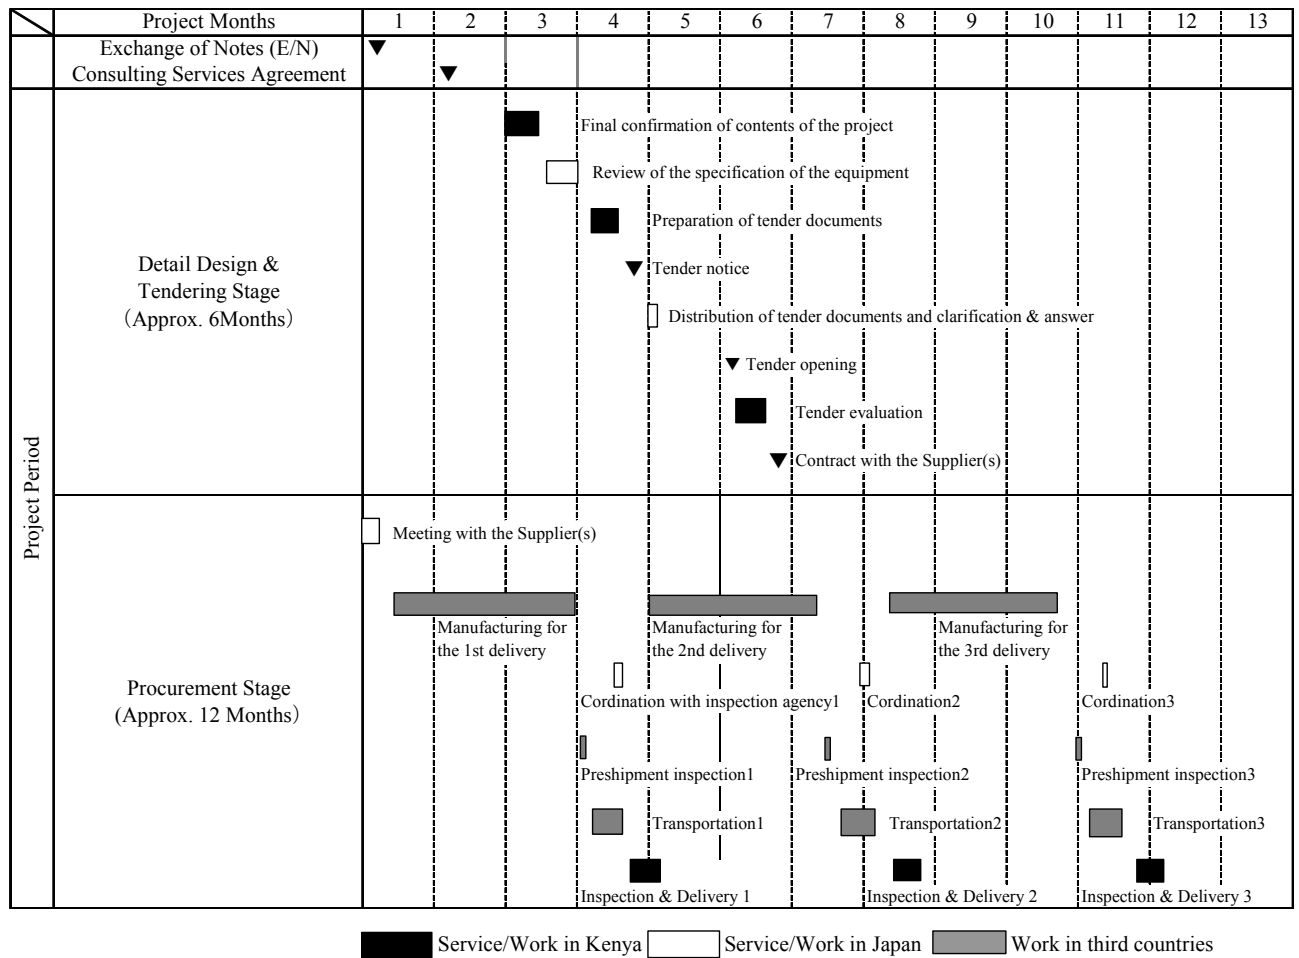 Project Months 1 2 3 4 5 6 7 8 9 10 11 12 13
Exchange of Notes (E/N)
Consulting Services Agreement
Project Period
Detail Design &
Tendering Stage
（Approx. 6Months）
Final confirmation of contents of the project
Review of the specification of the equipment
Preparation of tender documents
Tender notice
Distribution of tender documents and clarification & answer
Tender opening
Tender evaluation
Contract with the Supplier(s)
Procurement Stage
(Approx. 12 Months）
Meeting with the Supplier(s)
Manufacturing for
the 1st delivery
Manufacturing for
the 2nd delivery
Manufacturing for
the 3rd delivery
Cordination with inspection agency1
Cordination2
Cordination3
Preshipment inspection1
Preshipment inspection2
Preshipment inspection3
Transportation1
Transportation2
Transportation3
Inspection & Delivery 1
Inspection & Delivery 2
Inspection & Delivery 3
Service/Work in Kenya
Service/Work in Japan
Work in third countries